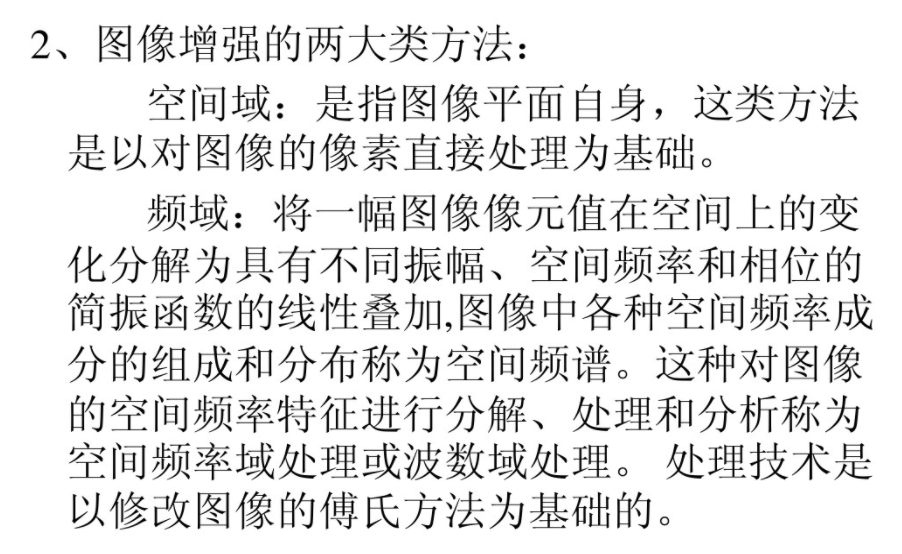 2、图像增强的两大类方法：
空间域：是指图像平面自身，这类方法
是以对图像的像素直接处理为基础。
频域：将一幅图像像元值在空间上的变
化分解为具有不同振幅、空间频率和相位的
简振函数的线性叠加,图像中各种空间频率成
分的组成和分布称为空间频谱。这种对图像
的空间频率特征进行分解、处理和分析称为
空间频率域处理或波数域处理。 处理技术是
以修改图像的傅氏方法为基础的。